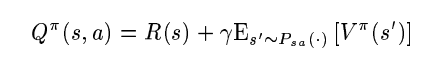 Q^π(s, a) = R(s) + γE_{s′∼P_{sa}(·)} [V^π(s′)]